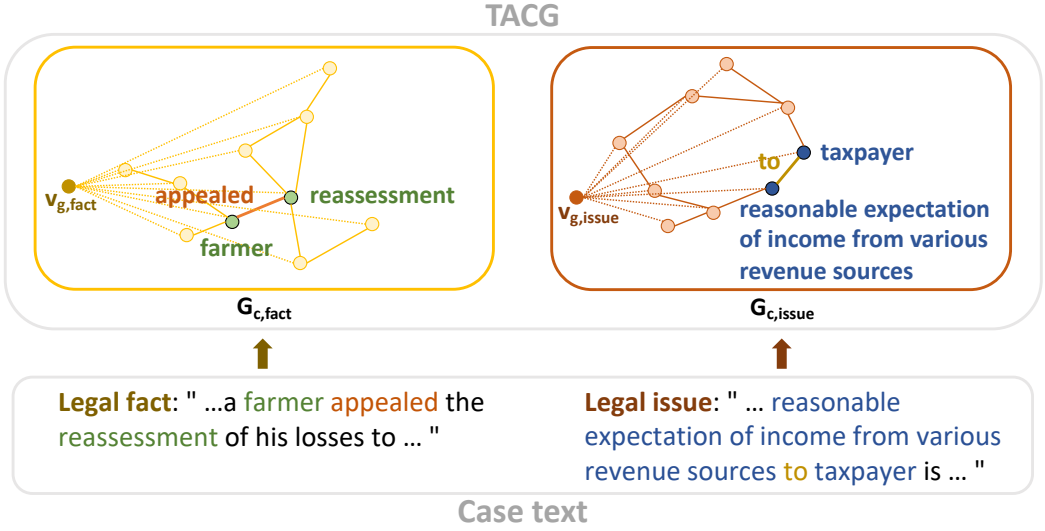 TACG
v_g,fact
appealed
reassessment
farmer
G_c,fact
to
taxpayer
v_g,issue
reasonable expectation
of income from various
revenue sources
G_c,issue
Legal fact: " ...a farmer appealed the
reassessment of his losses to ... "
Legal issue: " ... reasonable
expectation of income from various
revenue sources to taxpayer is ... "
Case text